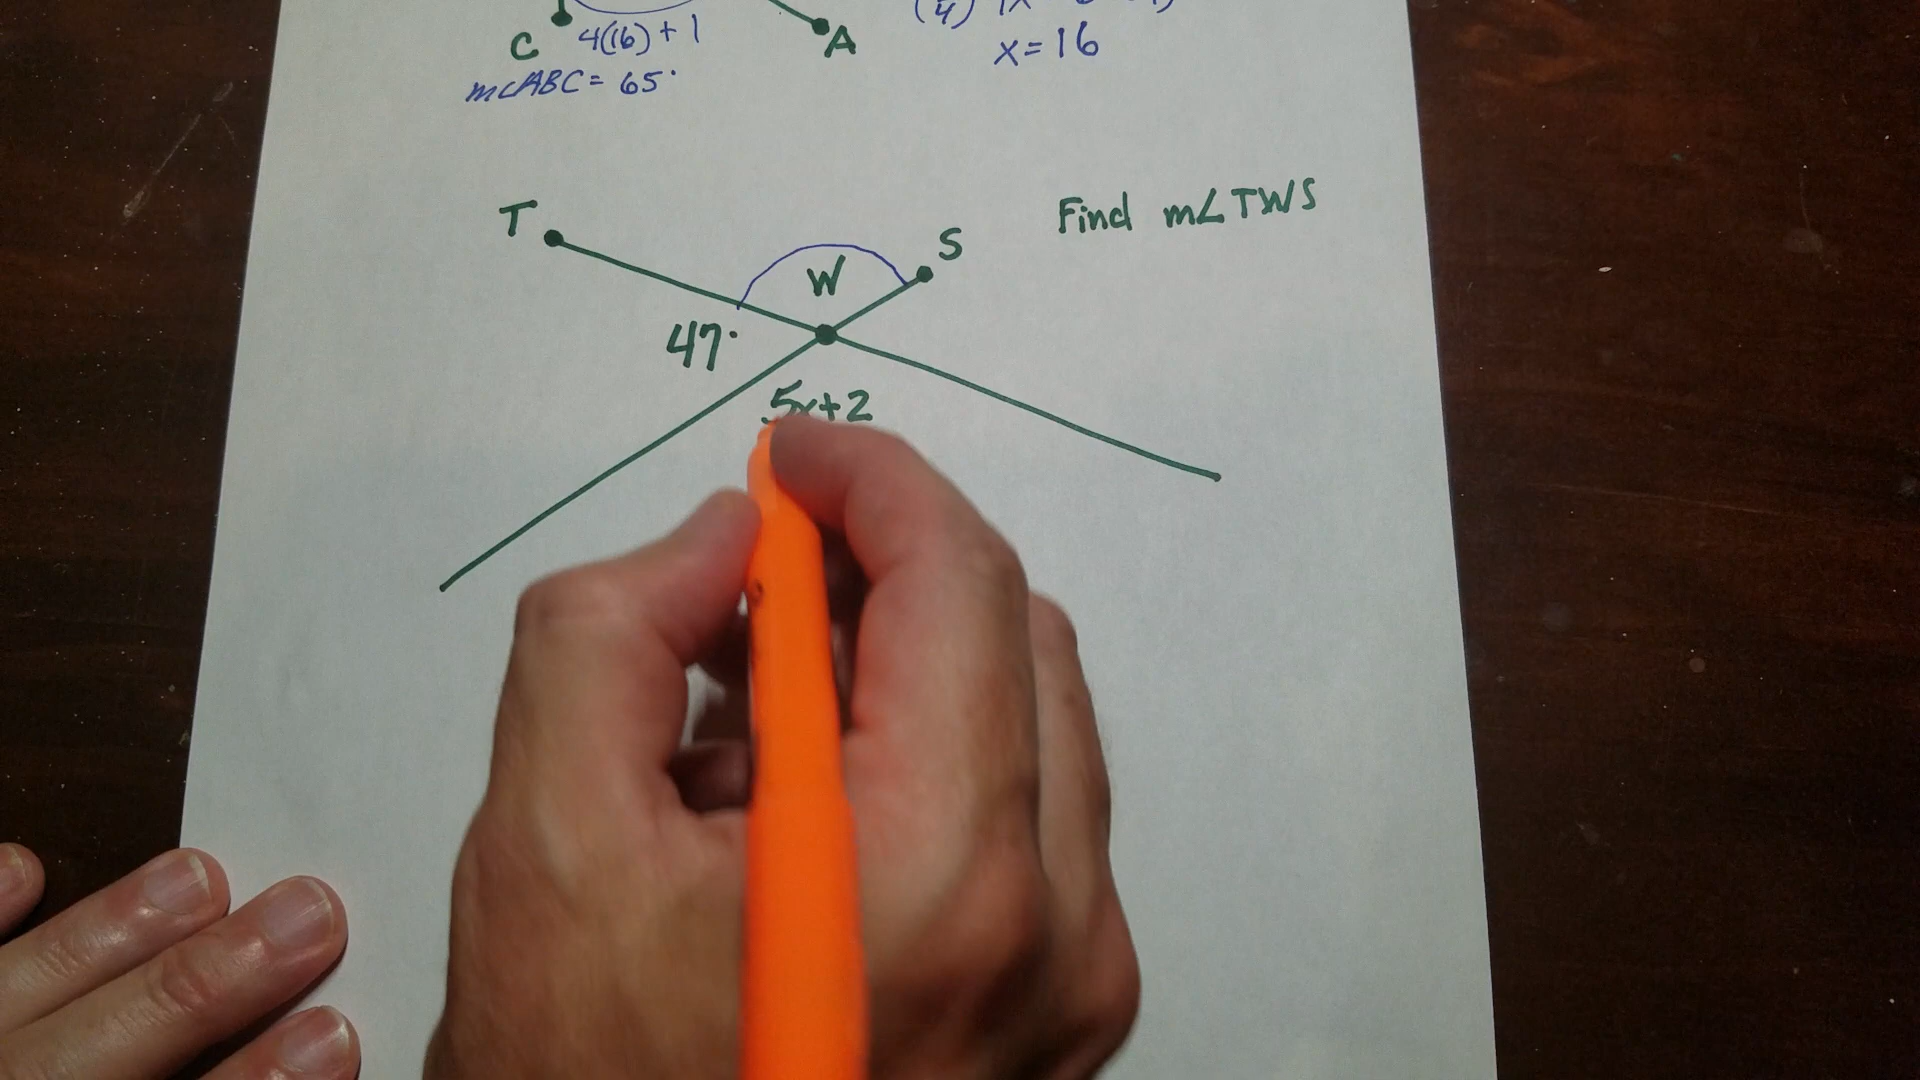 C 4(16) + 1
A
x = 16
m∠ABC = 65°
T
S
Find m∠TWS
W
47°
5x+2